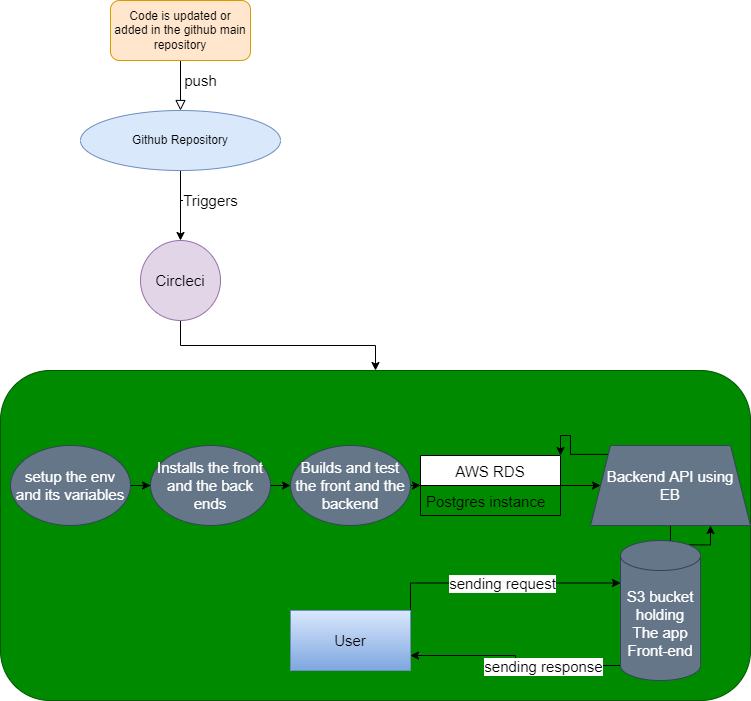 Code is updated or
added in the github main
repository
push
Github Repository
Triggers
Circleci
setup the env
and its variables
Installs the front
and the back
ends
Builds and test
the front and the
backend
AWS RDS
Postgres instance
Backend API using
EB
sending request
S3 bucket
holding
The app
Front-end
User
sending response